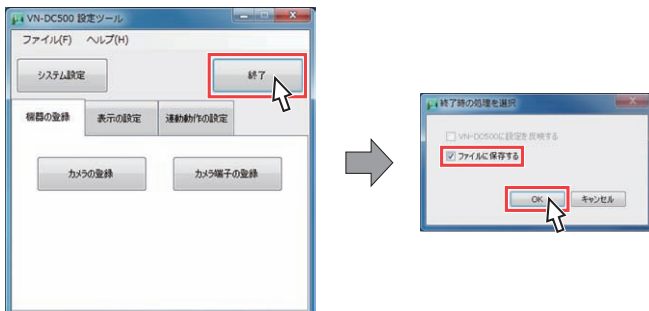 VN-DC500 設定ツール
ファイル(F) ヘルプ(H)
システム設定
終了
機器の登録
表示の設定
連動動作の設定
カメラの登録
カメラ端子の登録
終了時の処理を選択
VN-DC500に設定を反映する
ファイルに保存する
OK
キャンセル